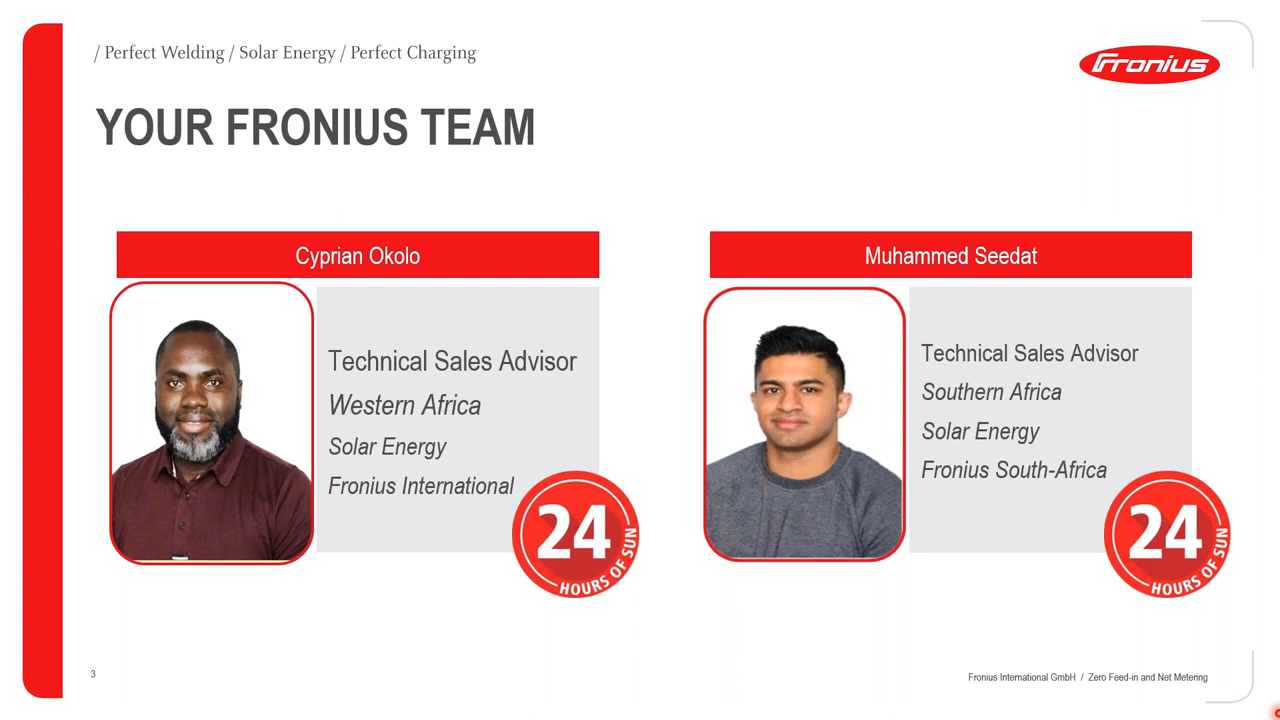 / Perfect Welding / Solar Energy / Perfect Charging
Fronius
YOUR FRONIUS TEAM
Cyprian Okolo
Technical Sales Advisor
Western Africa
Solar Energy
Fronius International
24
HOURS OF SUN
Muhammed Seedat
Technical Sales Advisor
Southern Africa
Solar Energy
Fronius South-Africa
24
HOURS OF SUN
3
Fronius International GmbH / Zero Feed-in and Net Metering